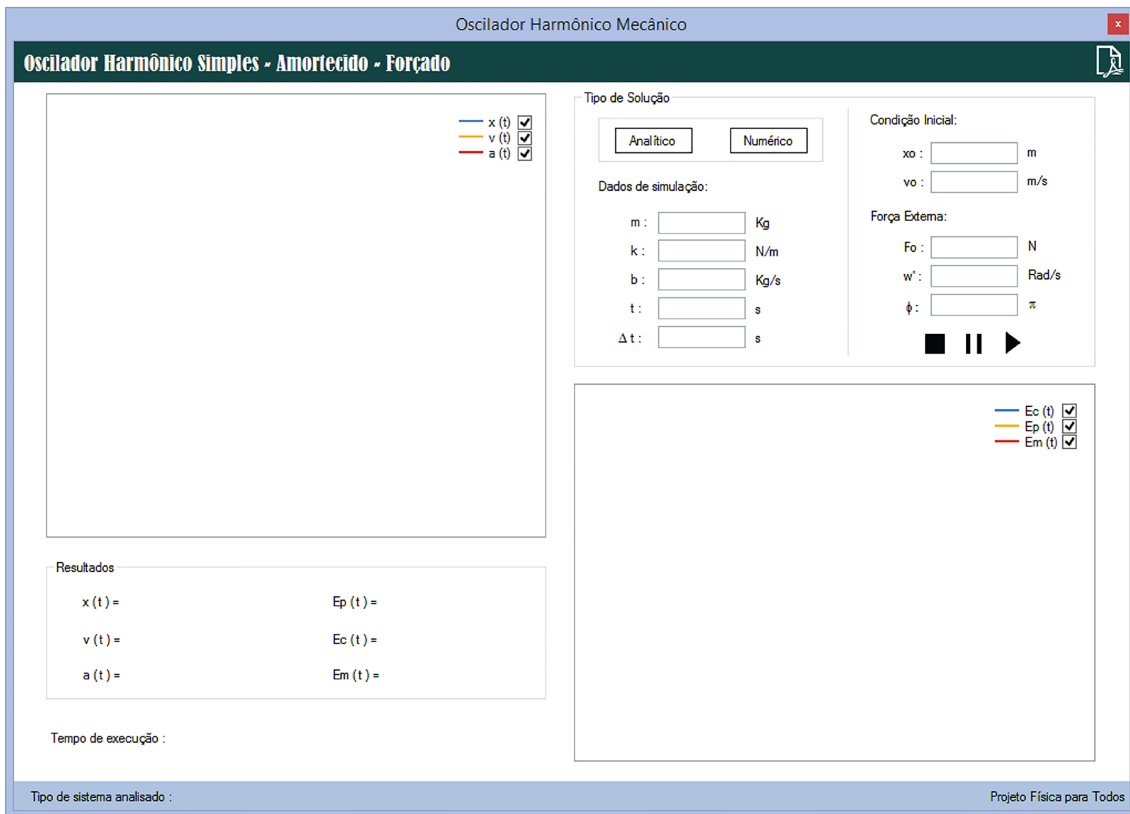 Oscilador Harmônico Mecânico
x
Oscilador Harmônico Simples - Amortecido - Forçado
x (t)
v (t)
a (t)
Tipo de Solução
Analítico
Numérico
Dados de simulação:
m : Kg
k : N/m
b : Kg/s
t : s
Δ t : s
Condição Inicial:
xo : m
vo : m/s
Força Externa:
Fo : N
w' : Rad/s
ϕ : π
Ec (t)
Ep (t)
Em (t)
Resultados
x ( t ) =
v ( t ) =
a ( t ) =
Ep ( t ) =
Ec ( t ) =
Em ( t ) =
Tempo de execução :
Tipo de sistema analisado :
Projeto Física para Todos